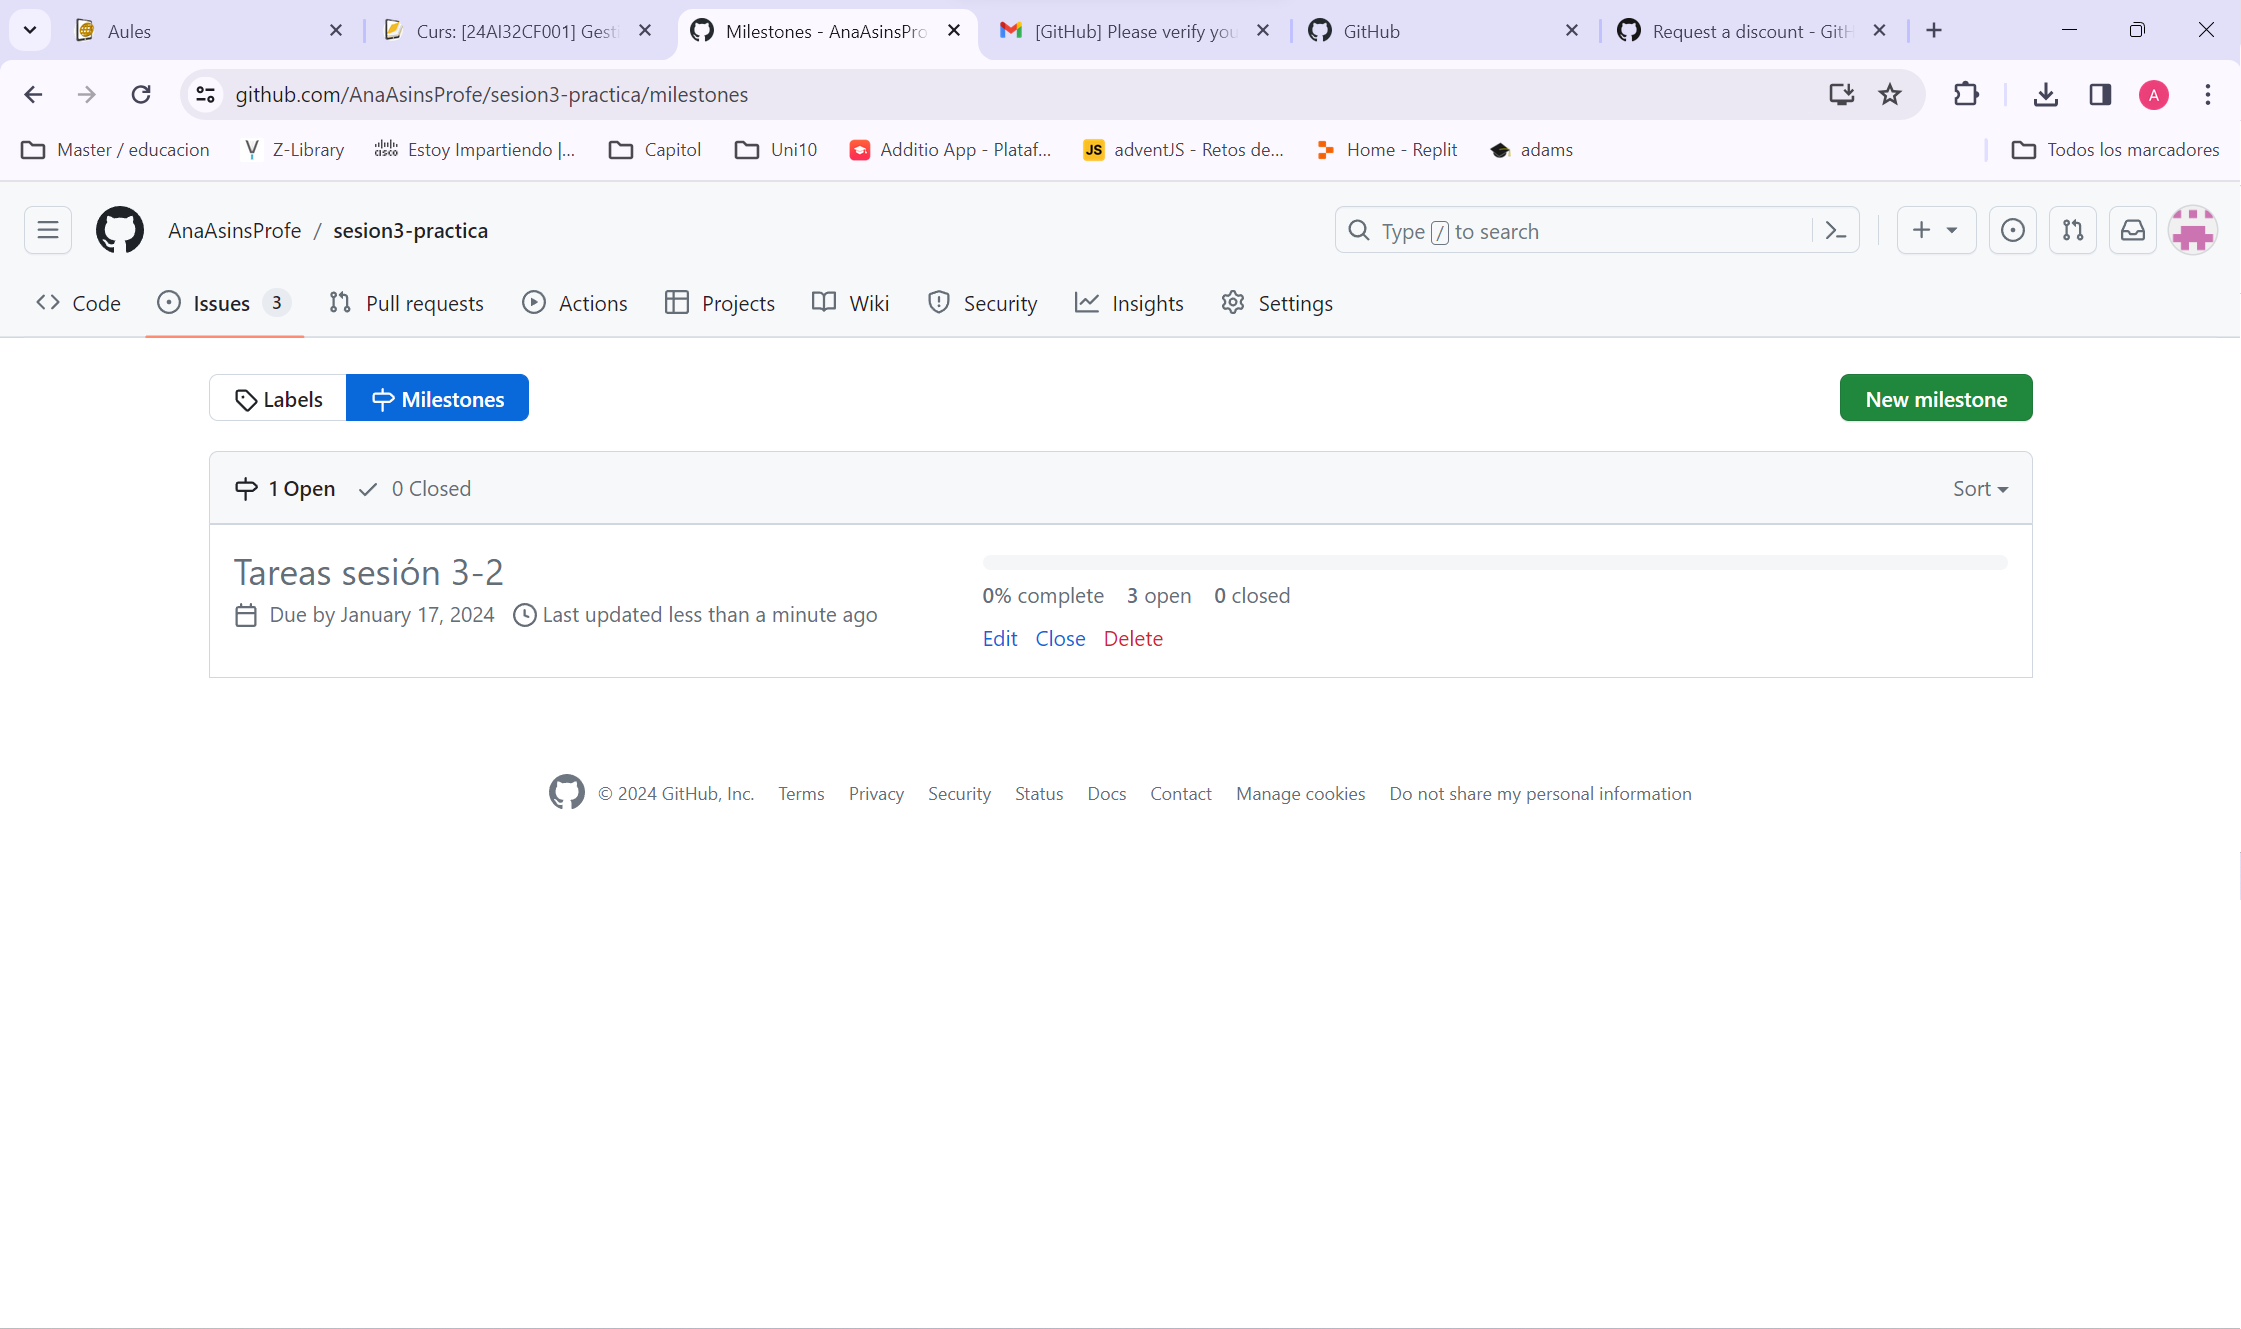 Aules
Curs: [24AI32CF001] Gesti
Milestones - AnaAsinsPro
[GitHub] Please verify you
GitHub
Request a discount - GitH
github.com/AnaAsinsProfe/sesion3-practica/milestones
A
Master / educacion
Z-Library
Estoy Impartiendo |...
Capitol
Uni10
Additio App - Plataf...
JS
adventJS - Retos de...
Home - Replit
adams
Todos los marcadores
AnaAsinsProfe / sesion3-practica
Type / to search
Code
Issues 3
Pull requests
Actions
Projects
Wiki
Security
Insights
Settings
Labels
Milestones
New milestone
1 Open
0 Closed
Sort
Tareas sesión 3-2
Due by January 17, 2024 Last updated less than a minute ago
0% complete 3 open 0 closed
Edit Close Delete
© 2024 GitHub, Inc. Terms Privacy Security Status Docs Contact Manage cookies Do not share my personal information